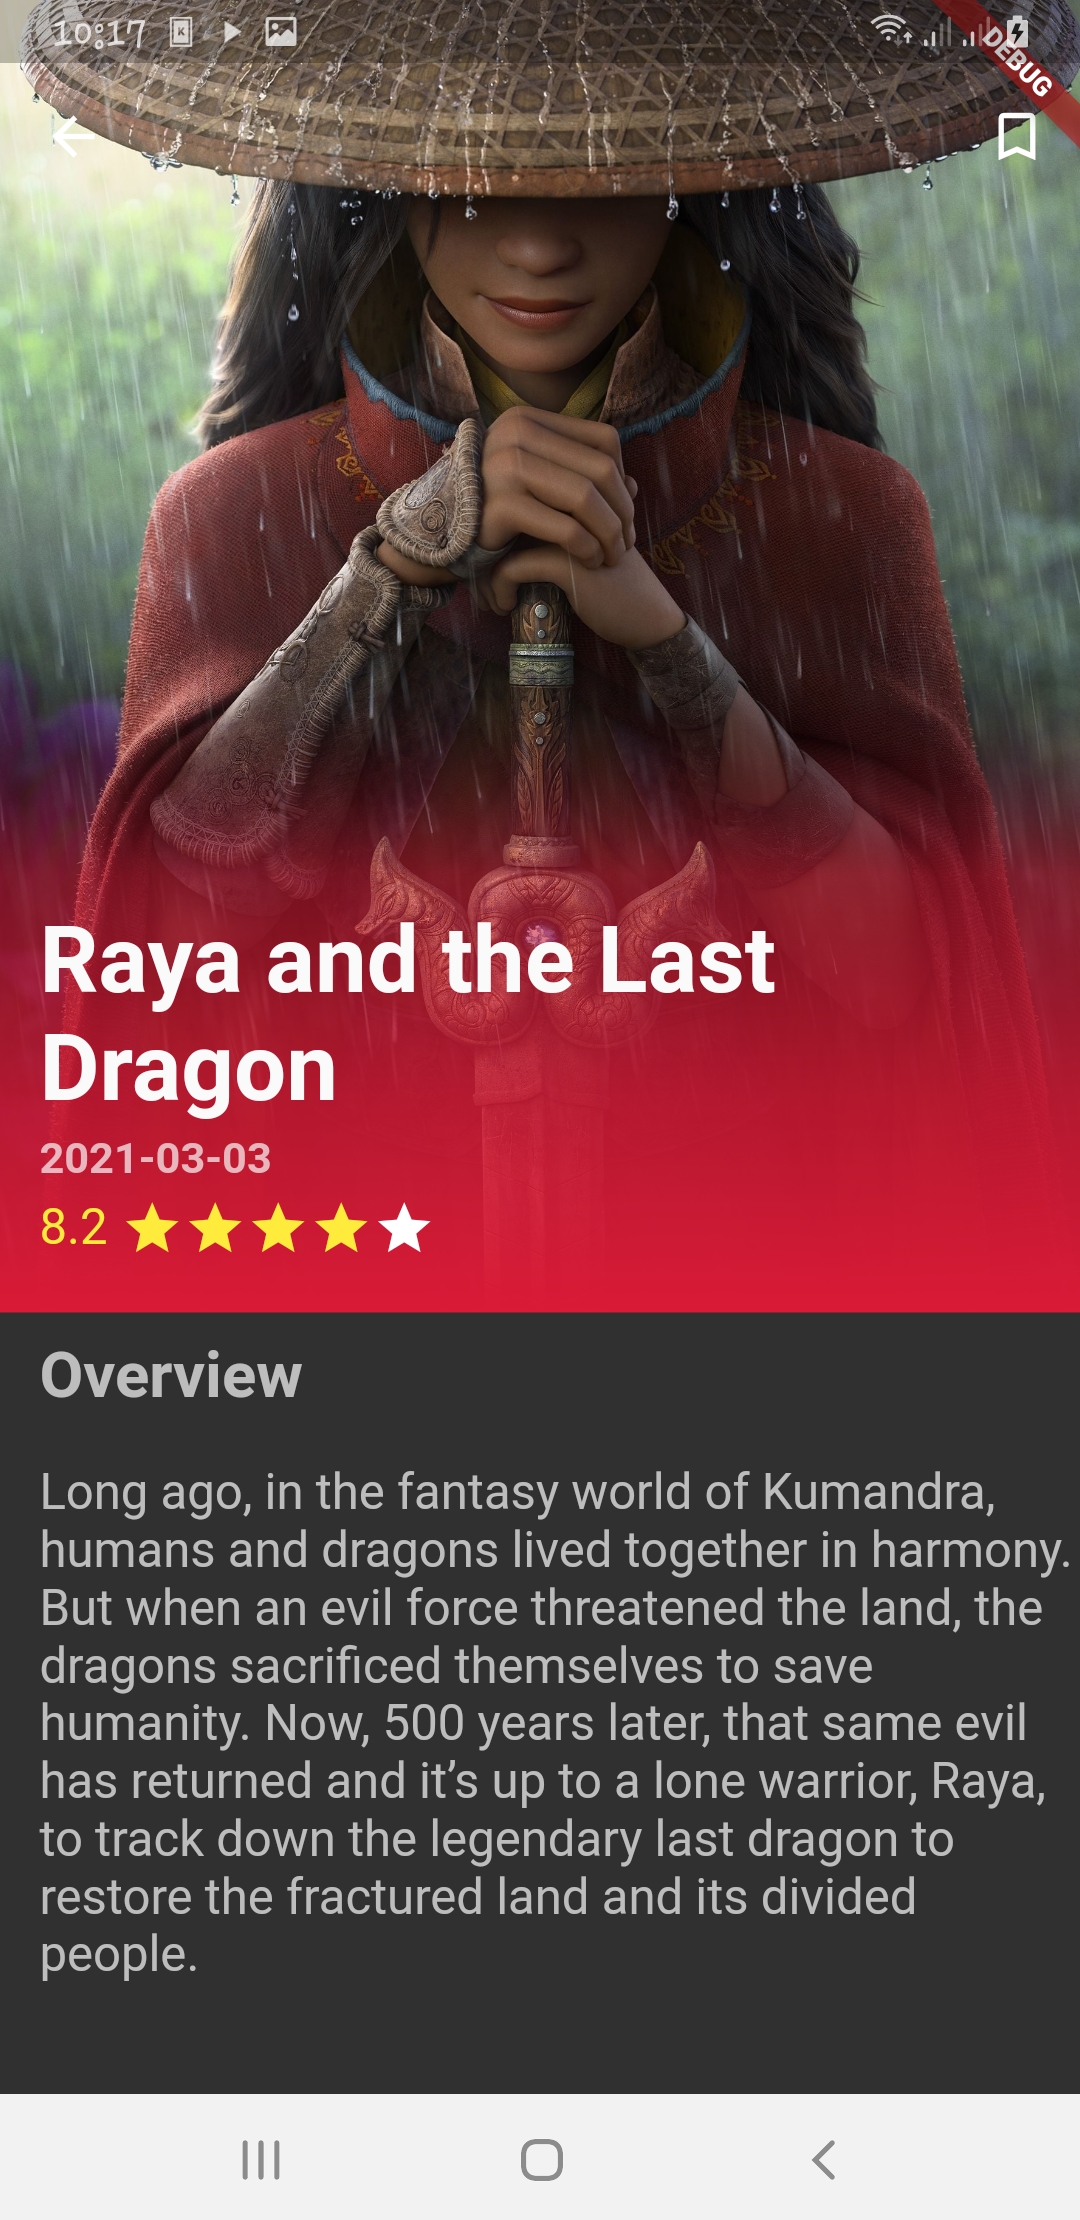 10:17
DEBUG
Raya and the Last
Dragon
2021-03-03
8.2
Overview
Long ago, in the fantasy world of Kumandra,
humans and dragons lived together in harmony.
But when an evil force threatened the land, the
dragons sacrificed themselves to save
humanity. Now, 500 years later, that same evil
has returned and it’s up to a lone warrior, Raya,
to track down the legendary last dragon to
restore the fractured land and its divided
people.